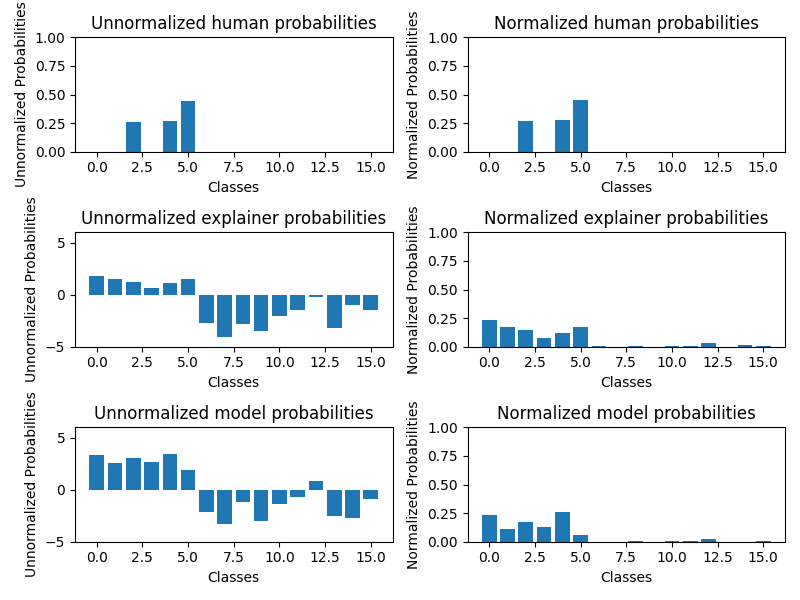 Unnormalized human probabilities
Unnormalized Probabilities
1.00
0.75
0.50
0.25
0.00
0.0 2.5 5.0 7.5 10.0 12.5 15.0
Classes
Normalized human probabilities
Normalized Probabilities
1.00
0.75
0.50
0.25
0.00
0.0 2.5 5.0 7.5 10.0 12.5 15.0
Classes
Unnormalized explainer probabilities
Unnormalized Probabilities
5
0
−5
0.0 2.5 5.0 7.5 10.0 12.5 15.0
Classes
Normalized explainer probabilities
Normalized Probabilities
1.00
0.75
0.50
0.25
0.00
0.0 2.5 5.0 7.5 10.0 12.5 15.0
Classes
Unnormalized model probabilities
Unnormalized Probabilities
5
0
−5
0.0 2.5 5.0 7.5 10.0 12.5 15.0
Classes
Normalized model probabilities
Normalized Probabilities
1.00
0.75
0.50
0.25
0.00
0.0 2.5 5.0 7.5 10.0 12.5 15.0
Classes